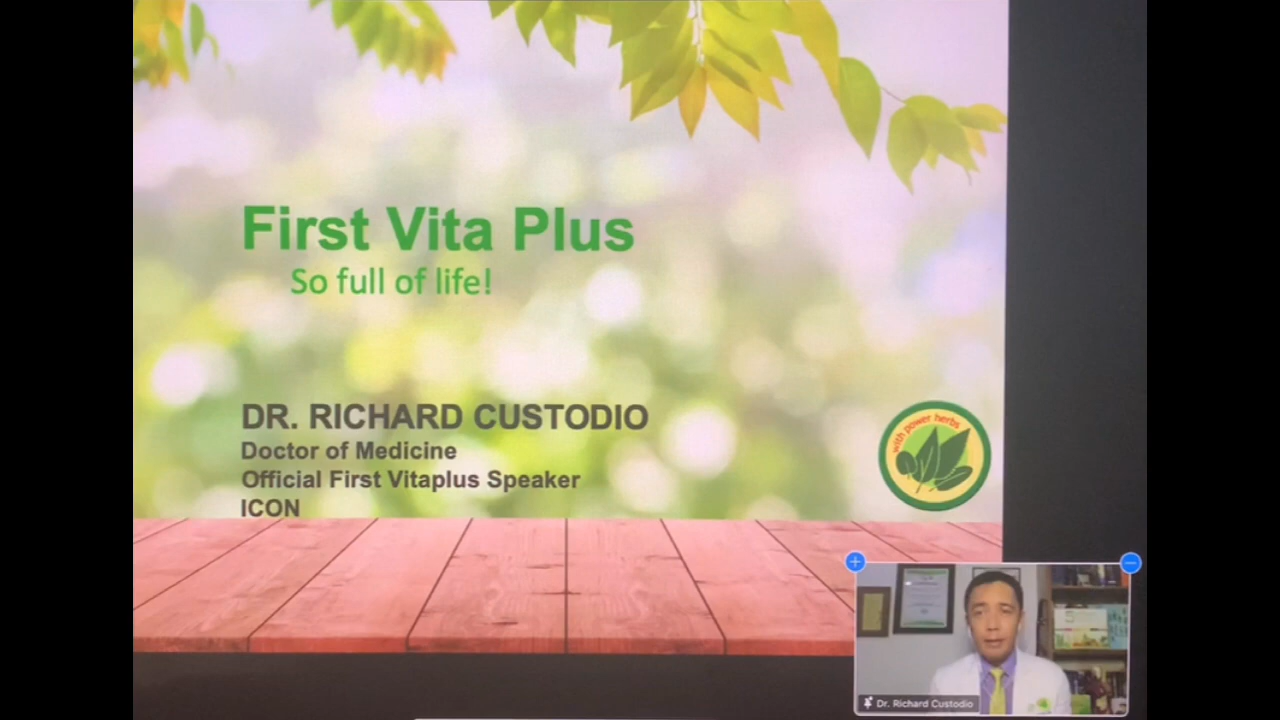 First Vita Plus
So full of life!
DR. RICHARD CUSTODIO
Doctor of Medicine
Official First Vitaplus Speaker
ICON
with power herbs
Dr. Richard Custodio